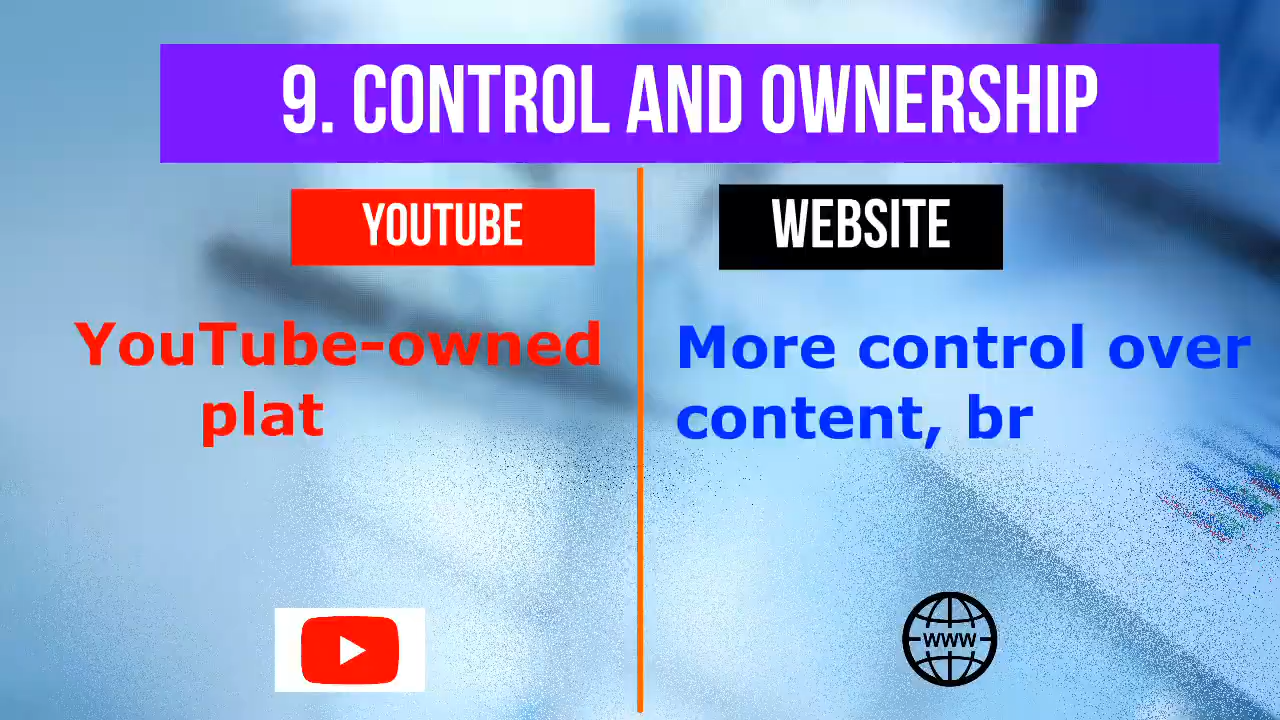 9. CONTROL AND OWNERSHIP
YOUTUBE
YouTube-owned
plat
WEBSITE
More control over
content, br
WWW